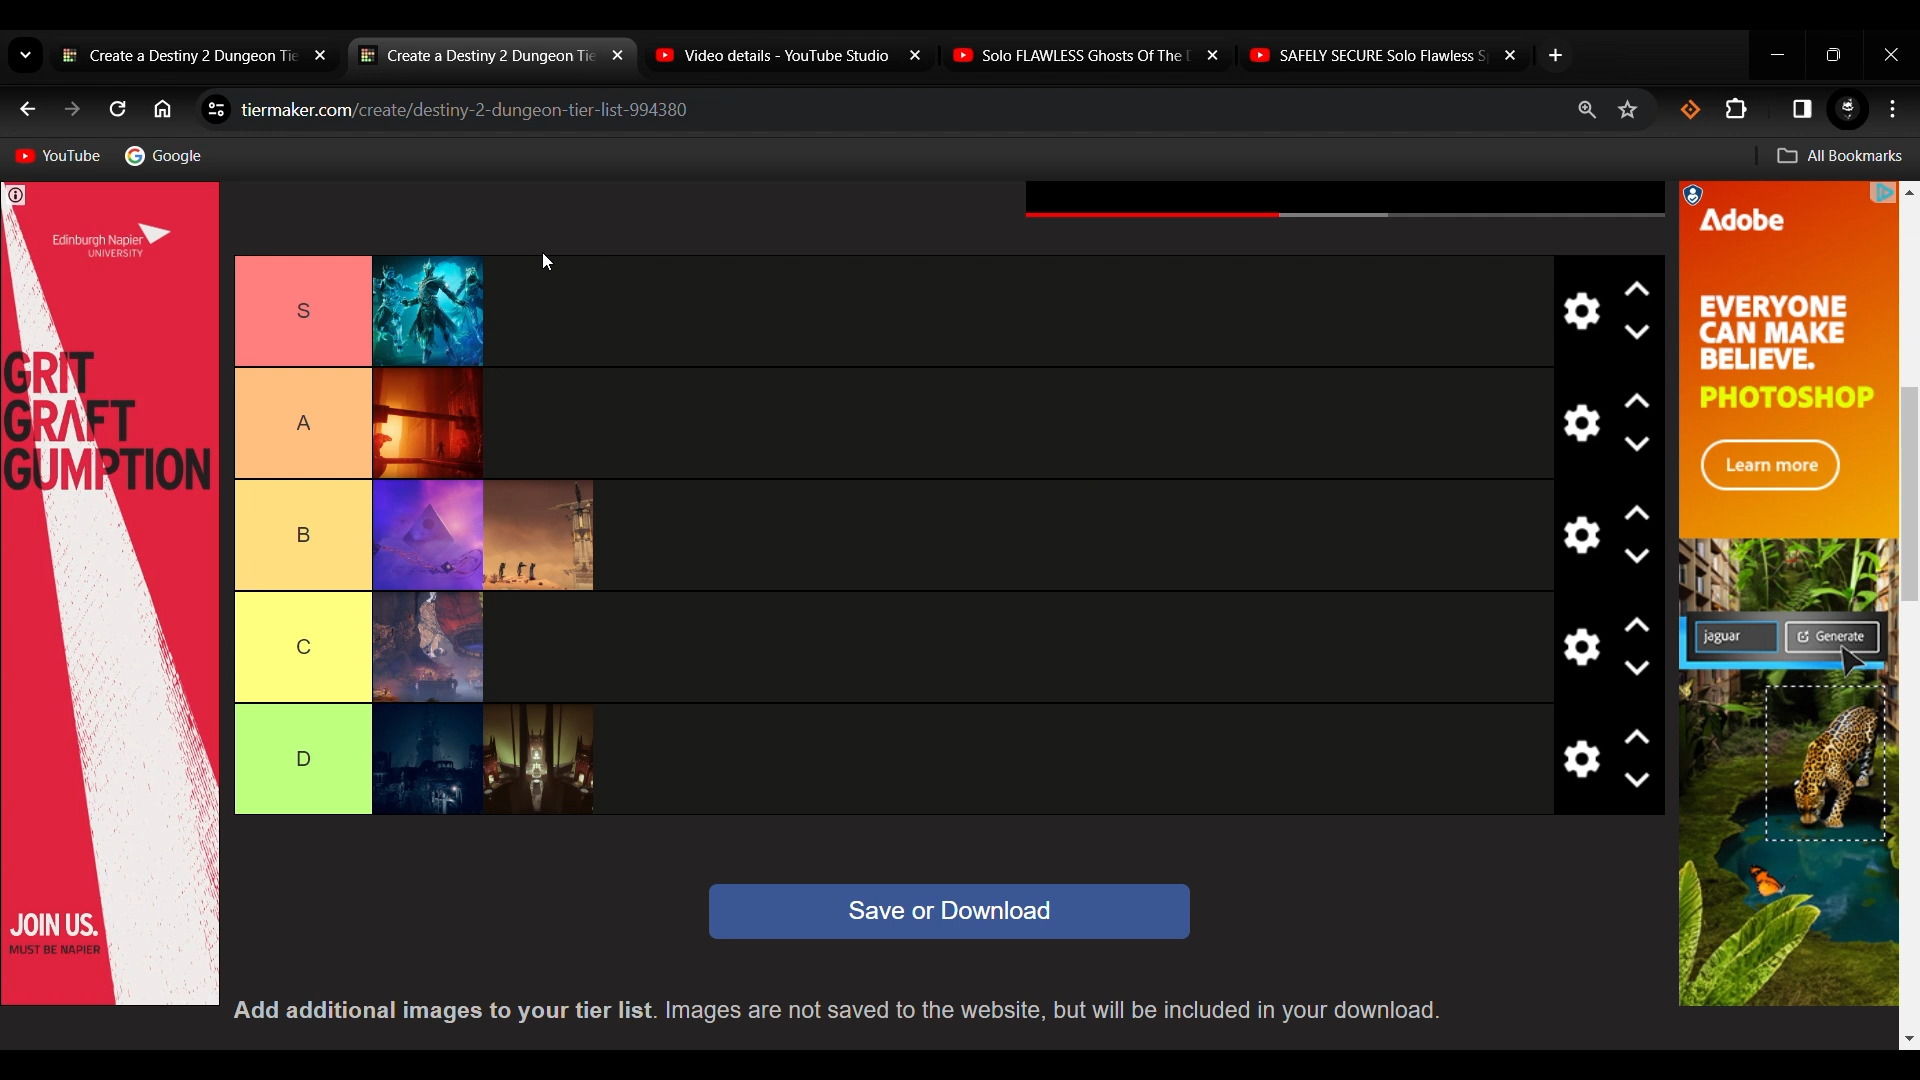 Create a Destiny 2 Dungeon Tie
Create a Destiny 2 Dungeon Tie
Video details - YouTube Studio
Solo FLAWLESS Ghosts Of The
SAFELY SECURE Solo Flawless
tiermaker.com/create/destiny-2-dungeon-tier-list-994380
YouTube
Google
All Bookmarks
Edinburgh Napier
UNIVERSITY
GRIT
GRAFT
GUMPTION
JOIN US.
MUST BE NAPIER
S
A
B
C
D
Save or Download
Add additional images to your tier list. Images are not saved to the website, but will be included in your download.
Adobe
EVERYONE
CAN MAKE
BELIEVE.
PHOTOSHOP
Learn more
jaguar
Generate